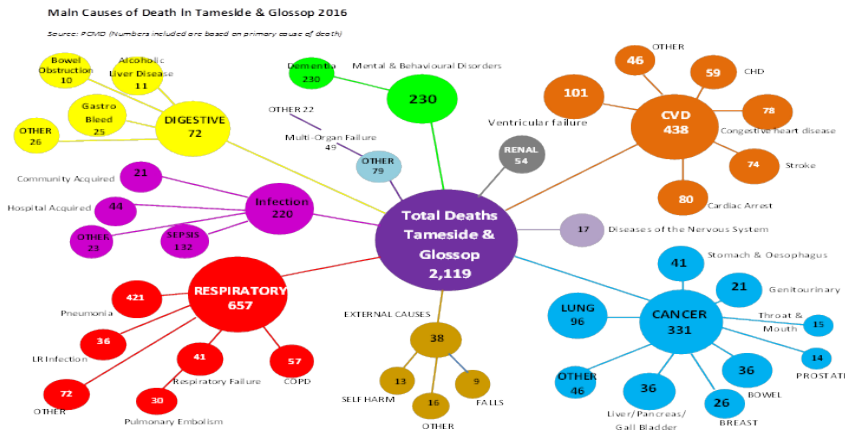 Main Causes of Death in Tameside & Glossop 2016
Source: PCMD (Numbers included are based on primary cause of death)
Bowel
Obstruction
10
Alcoholic
Liver Disease
11
Gastro
Bleed
25
OTHER
26
DIGESTIVE
72
Dementia
230
Mental & Behavioural Disorders
230
OTHER 22
Multi-Organ Failure
49
OTHER
79
RENAL
54
Ventricular failure
101
OTHER
46
59
CHD
CVD
438
78
Congestive heart disease
74
Stroke
80
Cardiac Arrest
Community Acquired
21
Hospital Acquired
44
OTHER
23
SEPSIS
132
Infection
220
Total Deaths
Tameside &
Glossop
2,119
17
Diseases of the Nervous System
RESPIRATORY
657
421
Pneumonia
36
LR Infection
72
OTHER
41
Respiratory Failure
30
Pulmonary Embolism
57
COPD
EXTERNAL CAUSES
38
13
SELF HARM
16
OTHER
9
FALLS
41
Stomach & Oesophagus
21
Genitourinary
LUNG
96
CANCER
331
Throat &
Mouth
15
14
PROSTATE
OTHER
46
36
Liver/Pancreas/
Gall Bladder
36
BOWEL
26
BREAST